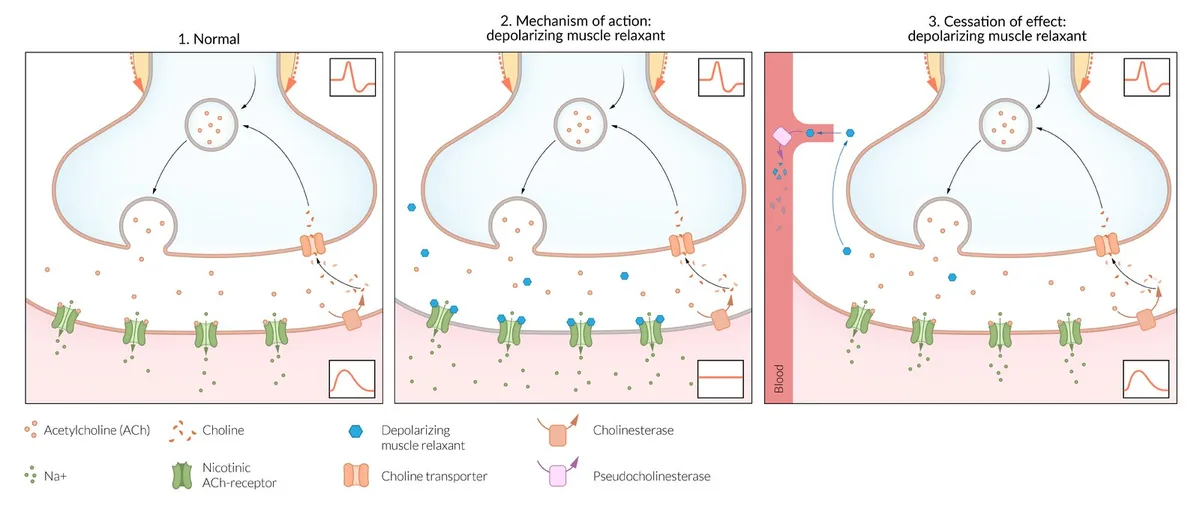 1. Normal
2. Mechanism of action:
depolarizing muscle relaxant
3. Cessation of effect:
depolarizing muscle relaxant
Blood
Acetylcholine (ACh)
Choline
Depolarizing
muscle relaxant
Cholinesterase
Na+
Nicotinic
ACh-receptor
Choline transporter
Pseudocholinesterase